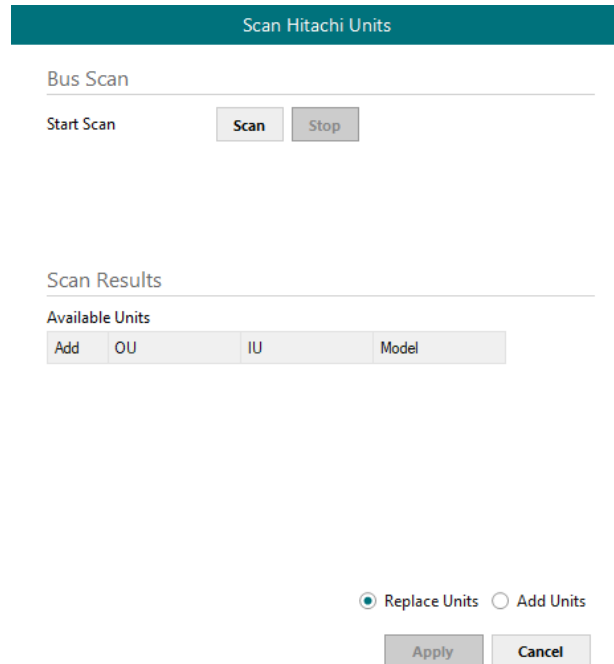 Scan Hitachi Units
Bus Scan
Start Scan Scan Stop
Scan Results
Available Units
Add OU IU Model
Replace Units Add Units
Apply Cancel